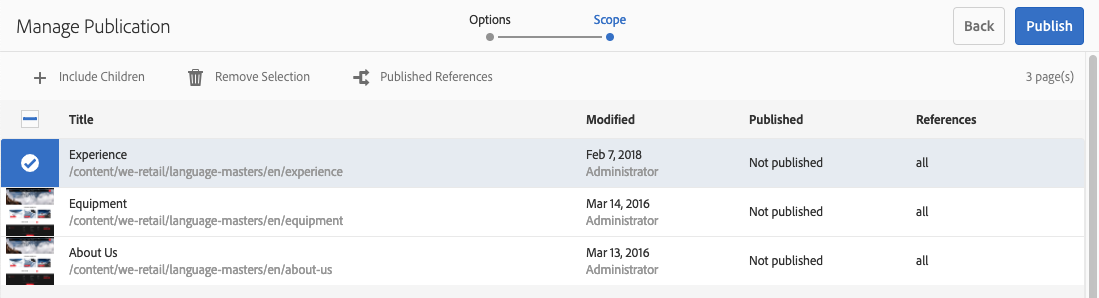 Manage Publication
Options
Scope
Back
Publish
Include Children
Remove Selection
Published References
3 page(s)
Title Modified Published References
Experience
/content/we-retail/language-masters/en/experience
Feb 7, 2018
Administrator
Not published
all
Equipment
/content/we-retail/language-masters/en/equipment
Mar 14, 2016
Administrator
Not published
all
About Us
/content/we-retail/language-masters/en/about-us
Mar 13, 2016
Administrator
Not published
all